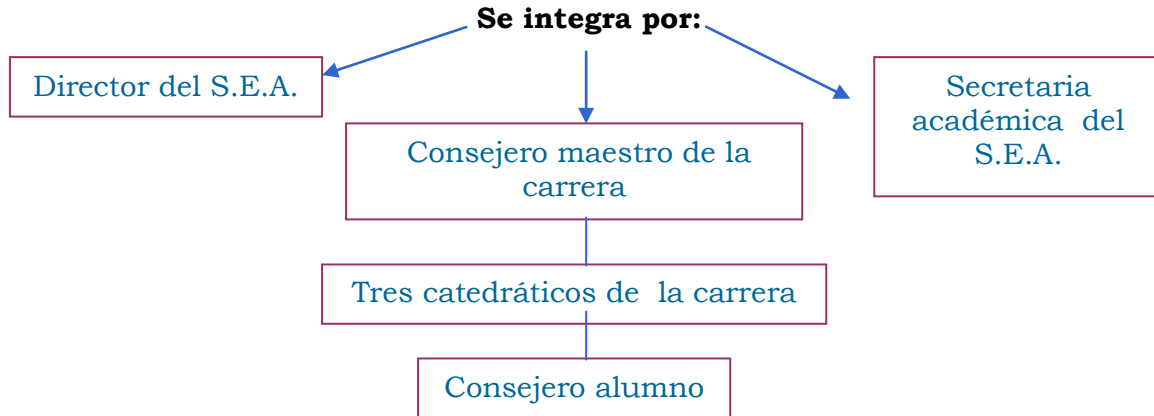 Se integra por:
Director del S.E.A.
Secretaria
académica del
S.E.A.
Consejero maestro de la
carrera
Tres catedráticos de la carrera
Consejero alumno